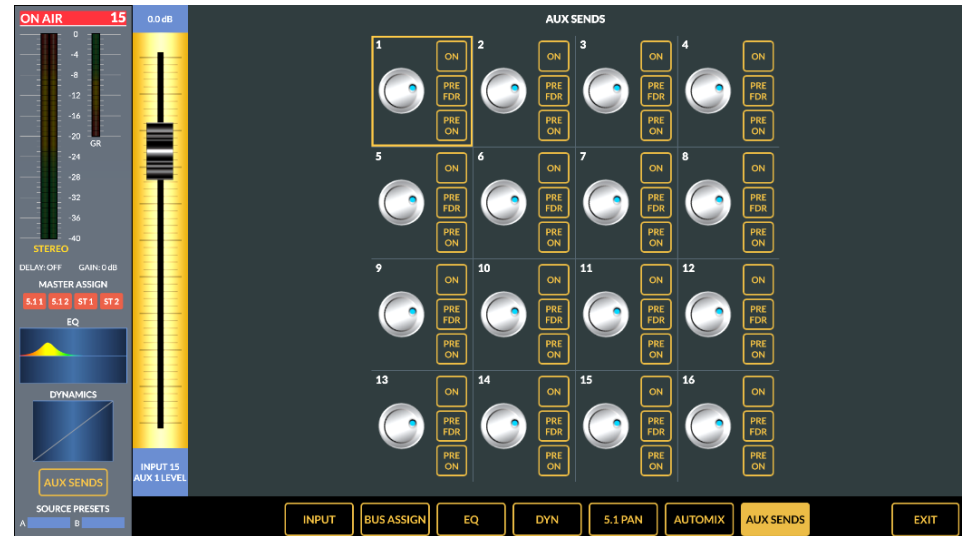 ON AIR 15
0.0 dB
AUX SENDS
0
-4
-8
-12
-16
-20
GR
-24
-28
-32
-36
-40
STEREO
DELAY: OFF GAIN: 0 dB
MASTER ASSIGN
5.1 1 5.1 2 ST 1 ST 2
EQ
DYNAMICS
AUX SENDS
SOURCE PRESETS
A B
INPUT 15
AUX 1 LEVEL
1 ON 2 ON 3 ON 4 ON
PRE PRE PRE PRE
FDR FDR FDR FDR
PRE PRE PRE PRE
ON ON ON ON
5 ON 6 ON 7 ON 8 ON
PRE PRE PRE PRE
FDR FDR FDR FDR
PRE PRE PRE PRE
ON ON ON ON
9 ON 10 ON 11 ON 12 ON
PRE PRE PRE PRE
FDR FDR FDR FDR
PRE PRE PRE PRE
ON ON ON ON
13 ON 14 ON 15 ON 16 ON
PRE PRE PRE PRE
FDR FDR FDR FDR
PRE PRE PRE PRE
ON ON ON ON
INPUT BUS ASSIGN EQ DYN 5.1 PAN AUTOMIX AUX SENDS EXIT